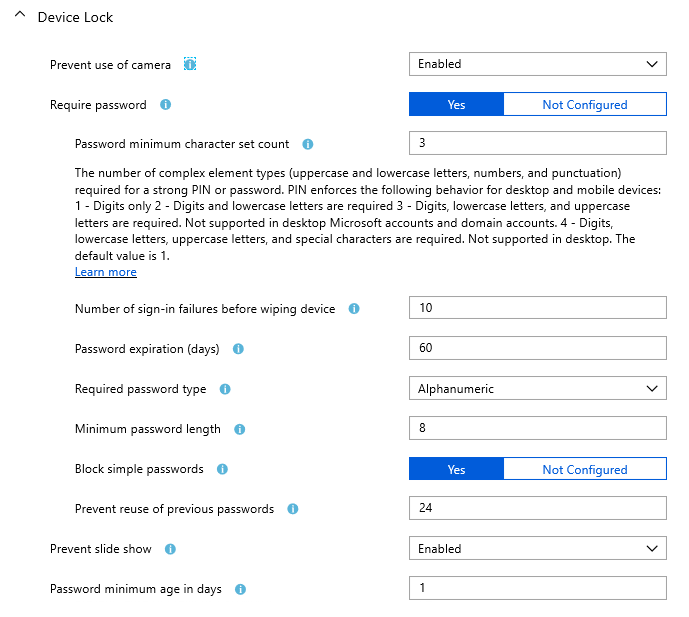 Device Lock
Prevent use of camera
Enabled
Require password
Yes
Not Configured
Password minimum character set count
3
The number of complex element types (uppercase and lowercase letters, numbers, and punctuation)
required for a strong PIN or password. PIN enforces the following behavior for desktop and mobile devices:
1 - Digits only 2 - Digits and lowercase letters are required 3 - Digits, lowercase letters, and uppercase
letters are required. Not supported in desktop Microsoft accounts and domain accounts. 4 - Digits,
lowercase letters, uppercase letters, and special characters are required. Not supported in desktop. The
default value is 1.
Learn more
Number of sign-in failures before wiping device
10
Password expiration (days)
60
Required password type
Alphanumeric
Minimum password length
8
Block simple passwords
Yes
Not Configured
Prevent reuse of previous passwords
24
Prevent slide show
Enabled
Password minimum age in days
1